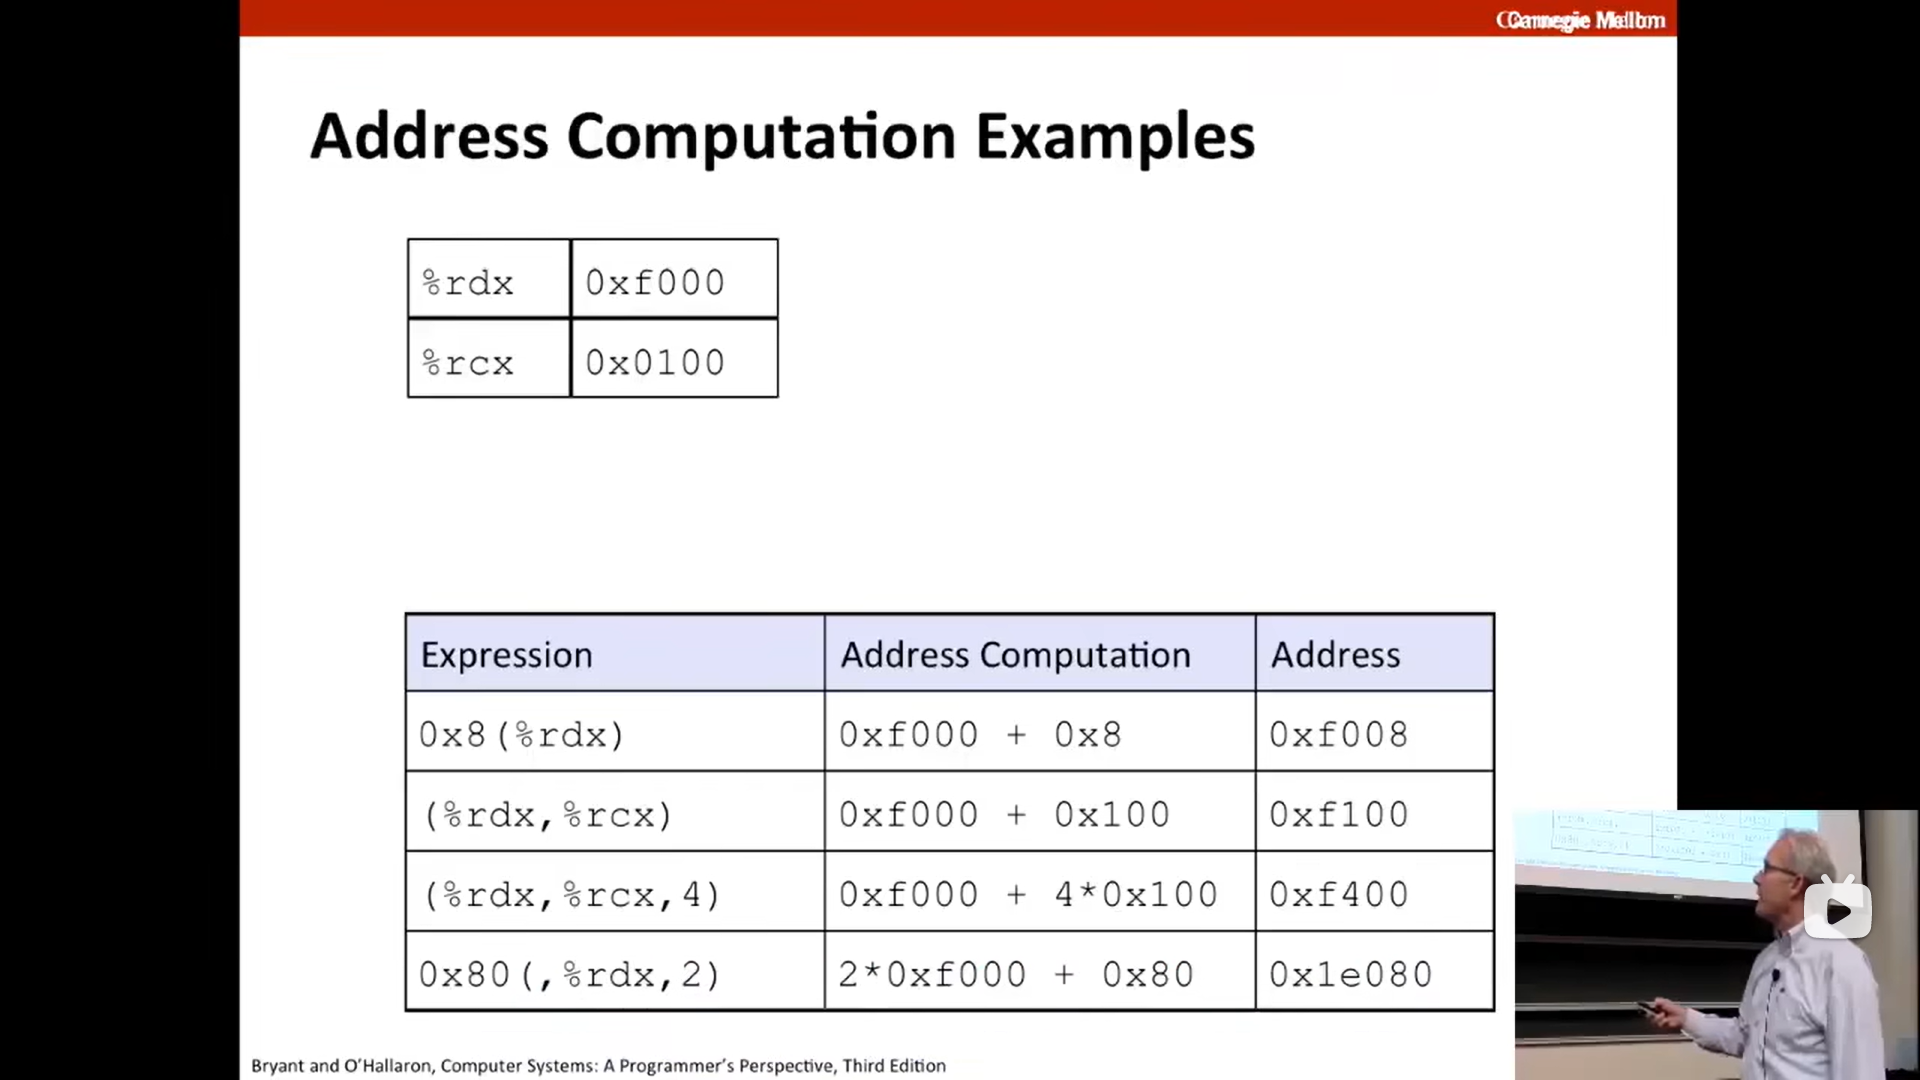 Carnegie Mellon
Address Computation Examples
%rdx 0xf000
%rcx 0x0100
Expression Address Computation Address
0x8(%rdx) 0xf000 + 0x8 0xf008
(%rdx,%rcx) 0xf000 + 0x100 0xf100
(%rdx,%rcx,4) 0xf000 + 4*0x100 0xf400
0x80(,%rdx,2) 2*0xf000 + 0x80 0x1e080
Bryant and O'Hallaron, Computer Systems: A Programmer's Perspective, Third Edition